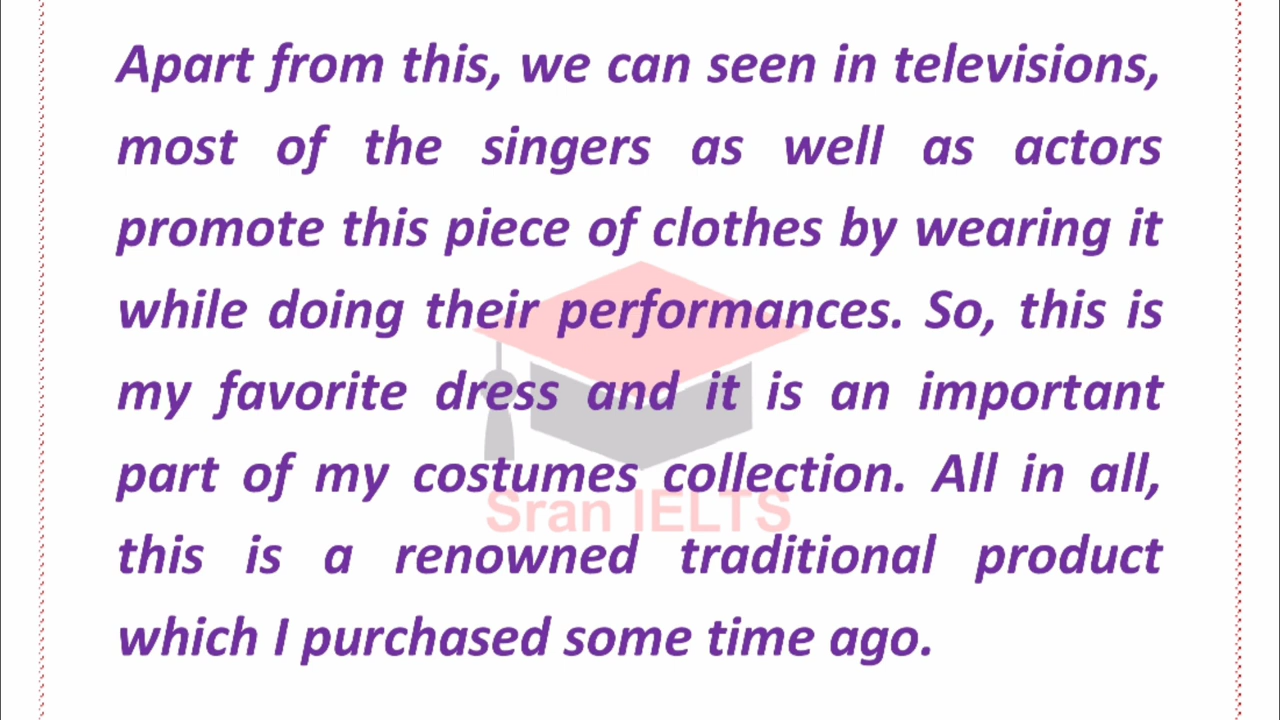 Apart from this, we can seen in televisions,
most of the singers as well as actors
promote this piece of clothes by wearing it
while doing their performances. So, this is
my favorite dress and it is an important
part of my costumes collection. All in all,
Sran IELTS
this is a renowned traditional product
which I purchased some time ago.